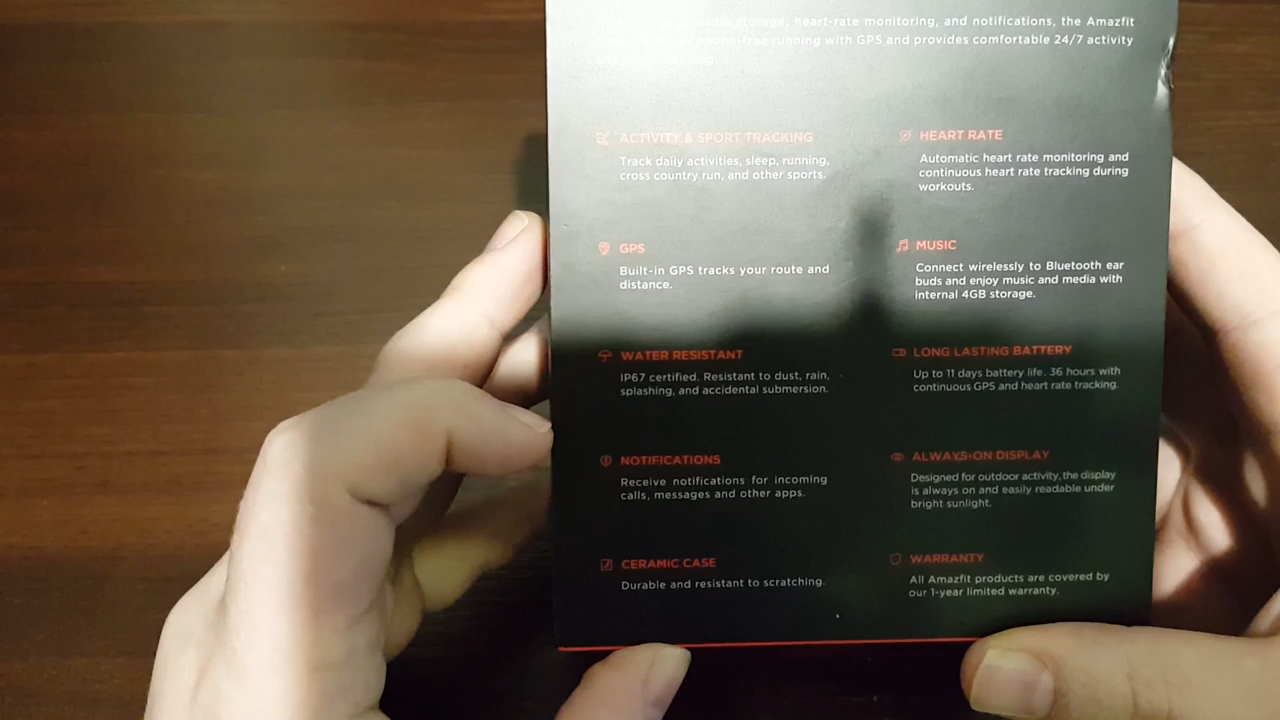 storage, heart-rate monitoring, and notifications, the Amazfit
phone-free running with GPS and provides comfortable 24/7 activity
ACTIVITY & SPORT TRACKING
Track daily activities, sleep, running,
cross country run, and other sports.
HEART RATE
Automatic heart rate monitoring and
continuous heart rate tracking during
workouts.
GPS
Built-in GPS tracks your route and
distance.
MUSIC
Connect wirelessly to Bluetooth ear
buds and enjoy music and media with
internal 4GB storage.
WATER RESISTANT
IP67 certified. Resistant to dust, rain,
splashing, and accidental submersion.
LONG LASTING BATTERY
Up to 11 days battery life. 36 hours with
continuous GPS and heart rate tracking.
NOTIFICATIONS
Receive notifications for incoming
calls, messages and other apps.
ALWAYS-ON DISPLAY
Designed for outdoor activity, the display
is always on and easily readable under
bright sunlight.
CERAMIC CASE
Durable and resistant to scratching.
WARRANTY
All Amazfit products are covered by
our 1-year limited warranty.